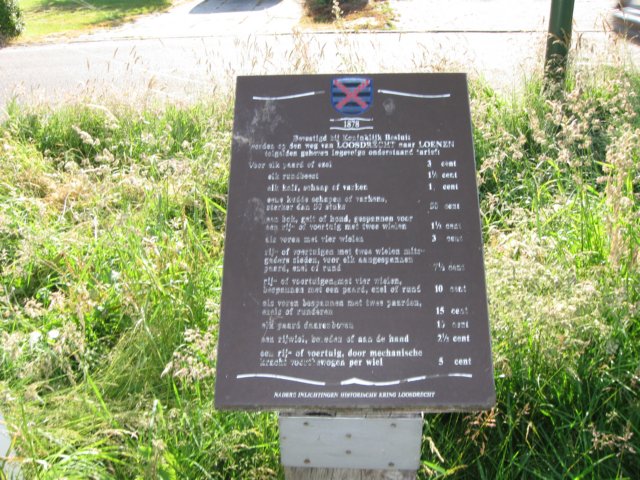 1878
Bevestigd bij Koninklijk Besluit
worden op den weg van LOOSDRECHT naar LOENEN
tolgelden geheven ingevolge onderstaand tarief:
Voor elk paard of ezel 3 cent
elk rundbeest 1½ cent
elk kalf, schaap of varken 1 cent
eene kudde schapen of varkens,
sterker dan 50 stuks 50 cent
een bok, geit of hond, gespannen voor
een rij- of voertuig met twee wielen 1½ cent
als voren met vier wielen 3 cent
rij- of voertuigen met twee wielen mits-
gaders sleden, voor elk aangespannen
paard, ezel of rund 7½ cent
rij- of voertuigen met vier wielen,
bespannen met een paard, ezel of rund 10 cent
als voren bespannen met twee paarden,
ezels of runderen 15 cent
elk paard daarenboven cent
een rijwiel, bereden of aan de hand 2½ cent
een rij- of voertuig, door mechanische
kracht voortbewogen per wiel 5 cent
NADERE INLICHTINGEN HISTORISCHE KRING LOOSDRECHT